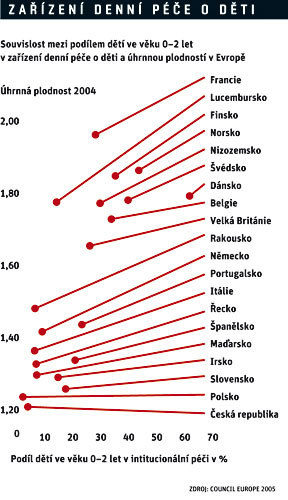 ZAŘÍZENÍ DENNÍ PÉČE O DĚTI
Souvislost mezi podílem dětí ve věku 0–2 let
v zařízení denní péče o děti a úhrnnou plodností v Evropě
Úhrnná plodnost 2004
Francie
Lucembursko
Finsko
Norsko
Nizozemsko
Švédsko
Dánsko
Belgie
Velká Británie
Rakousko
Německo
Portugalsko
Itálie
Řecko
Španělsko
Maďarsko
Irsko
Slovensko
Polsko
Česká republika
2,00
1,80
1,60
1,40
1,20
0 10 20 30 40 50 60 70
Podíl dětí ve věku 0–2 let v intitucionální péči v %
ZDROJ: COUNCIL EUROPE 2005